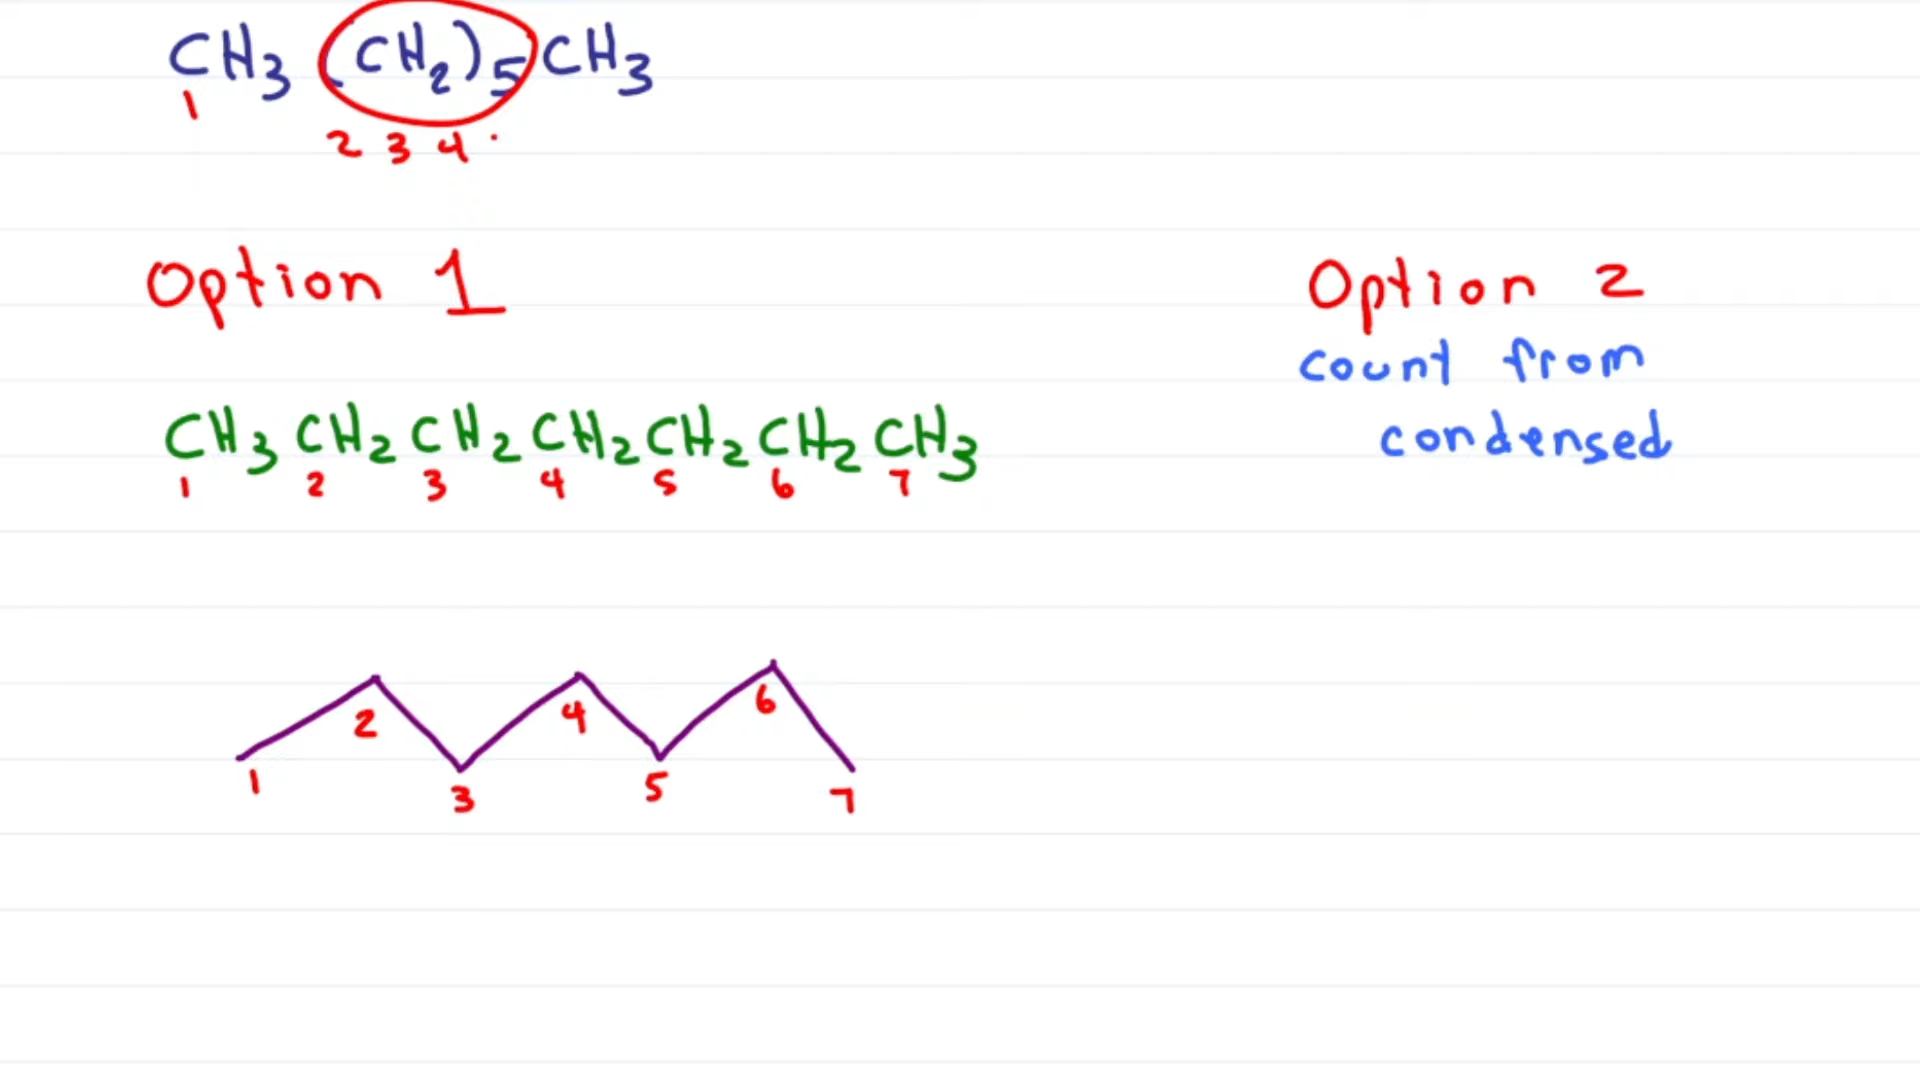 CH3 (CH2)5 CH3
1
2 3 4 .
Option 1
Option 2
count from
condensed
CH3 CH2 CH2 CH2 CH2 CH2 CH3
1 2 3 4 5 6 7
1 2 3 4 5 6 7